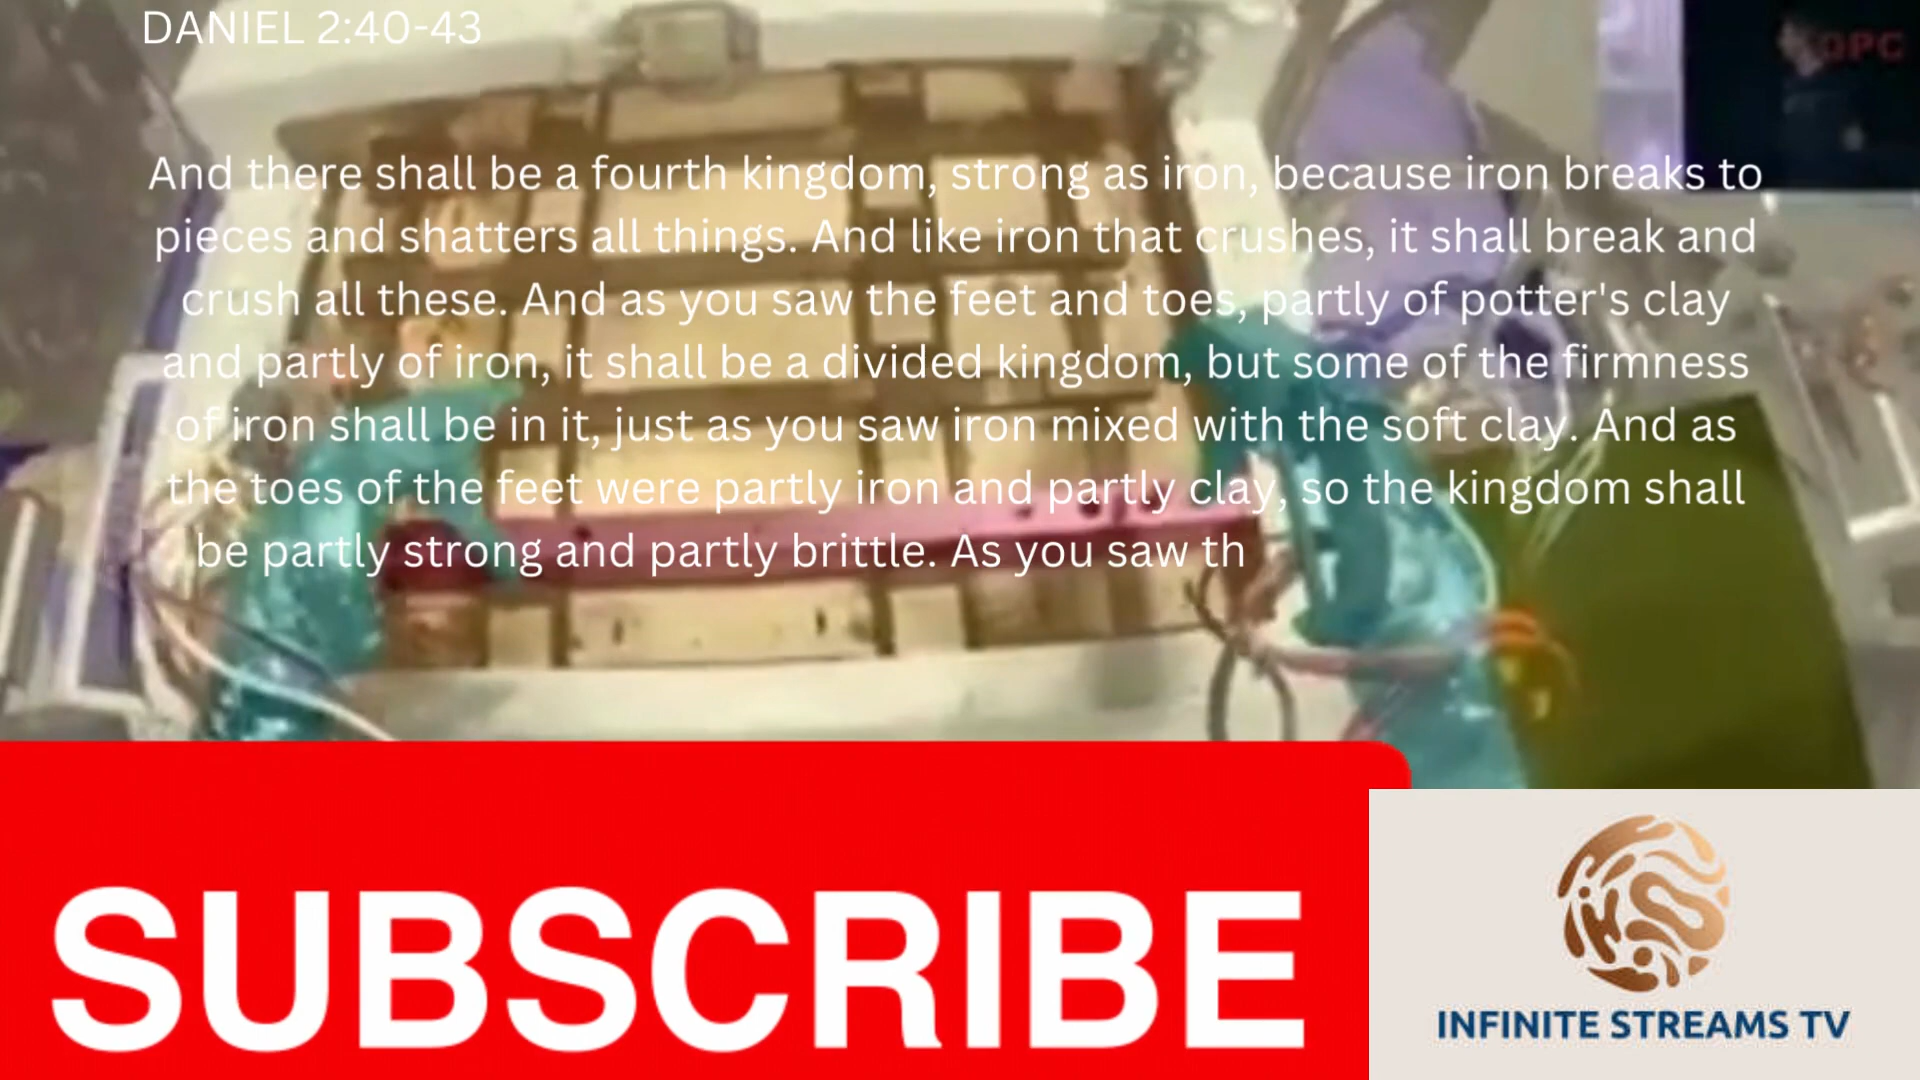 DANIEL 2:40-43
OPC
And there shall be a fourth kingdom, strong as iron, because iron breaks to
pieces and shatters all things. And like iron that crushes, it shall break and
crush all these. And as you saw the feet and toes, partly of potter's clay
and partly of iron, it shall be a divided kingdom, but some of the firmness
of iron shall be in it, just as you saw iron mixed with the soft clay. And as
the toes of the feet were partly iron and partly clay, so the kingdom shall
be partly strong and partly brittle. As you saw th
SUBSCRIBE
INFINITE STREAMS TV